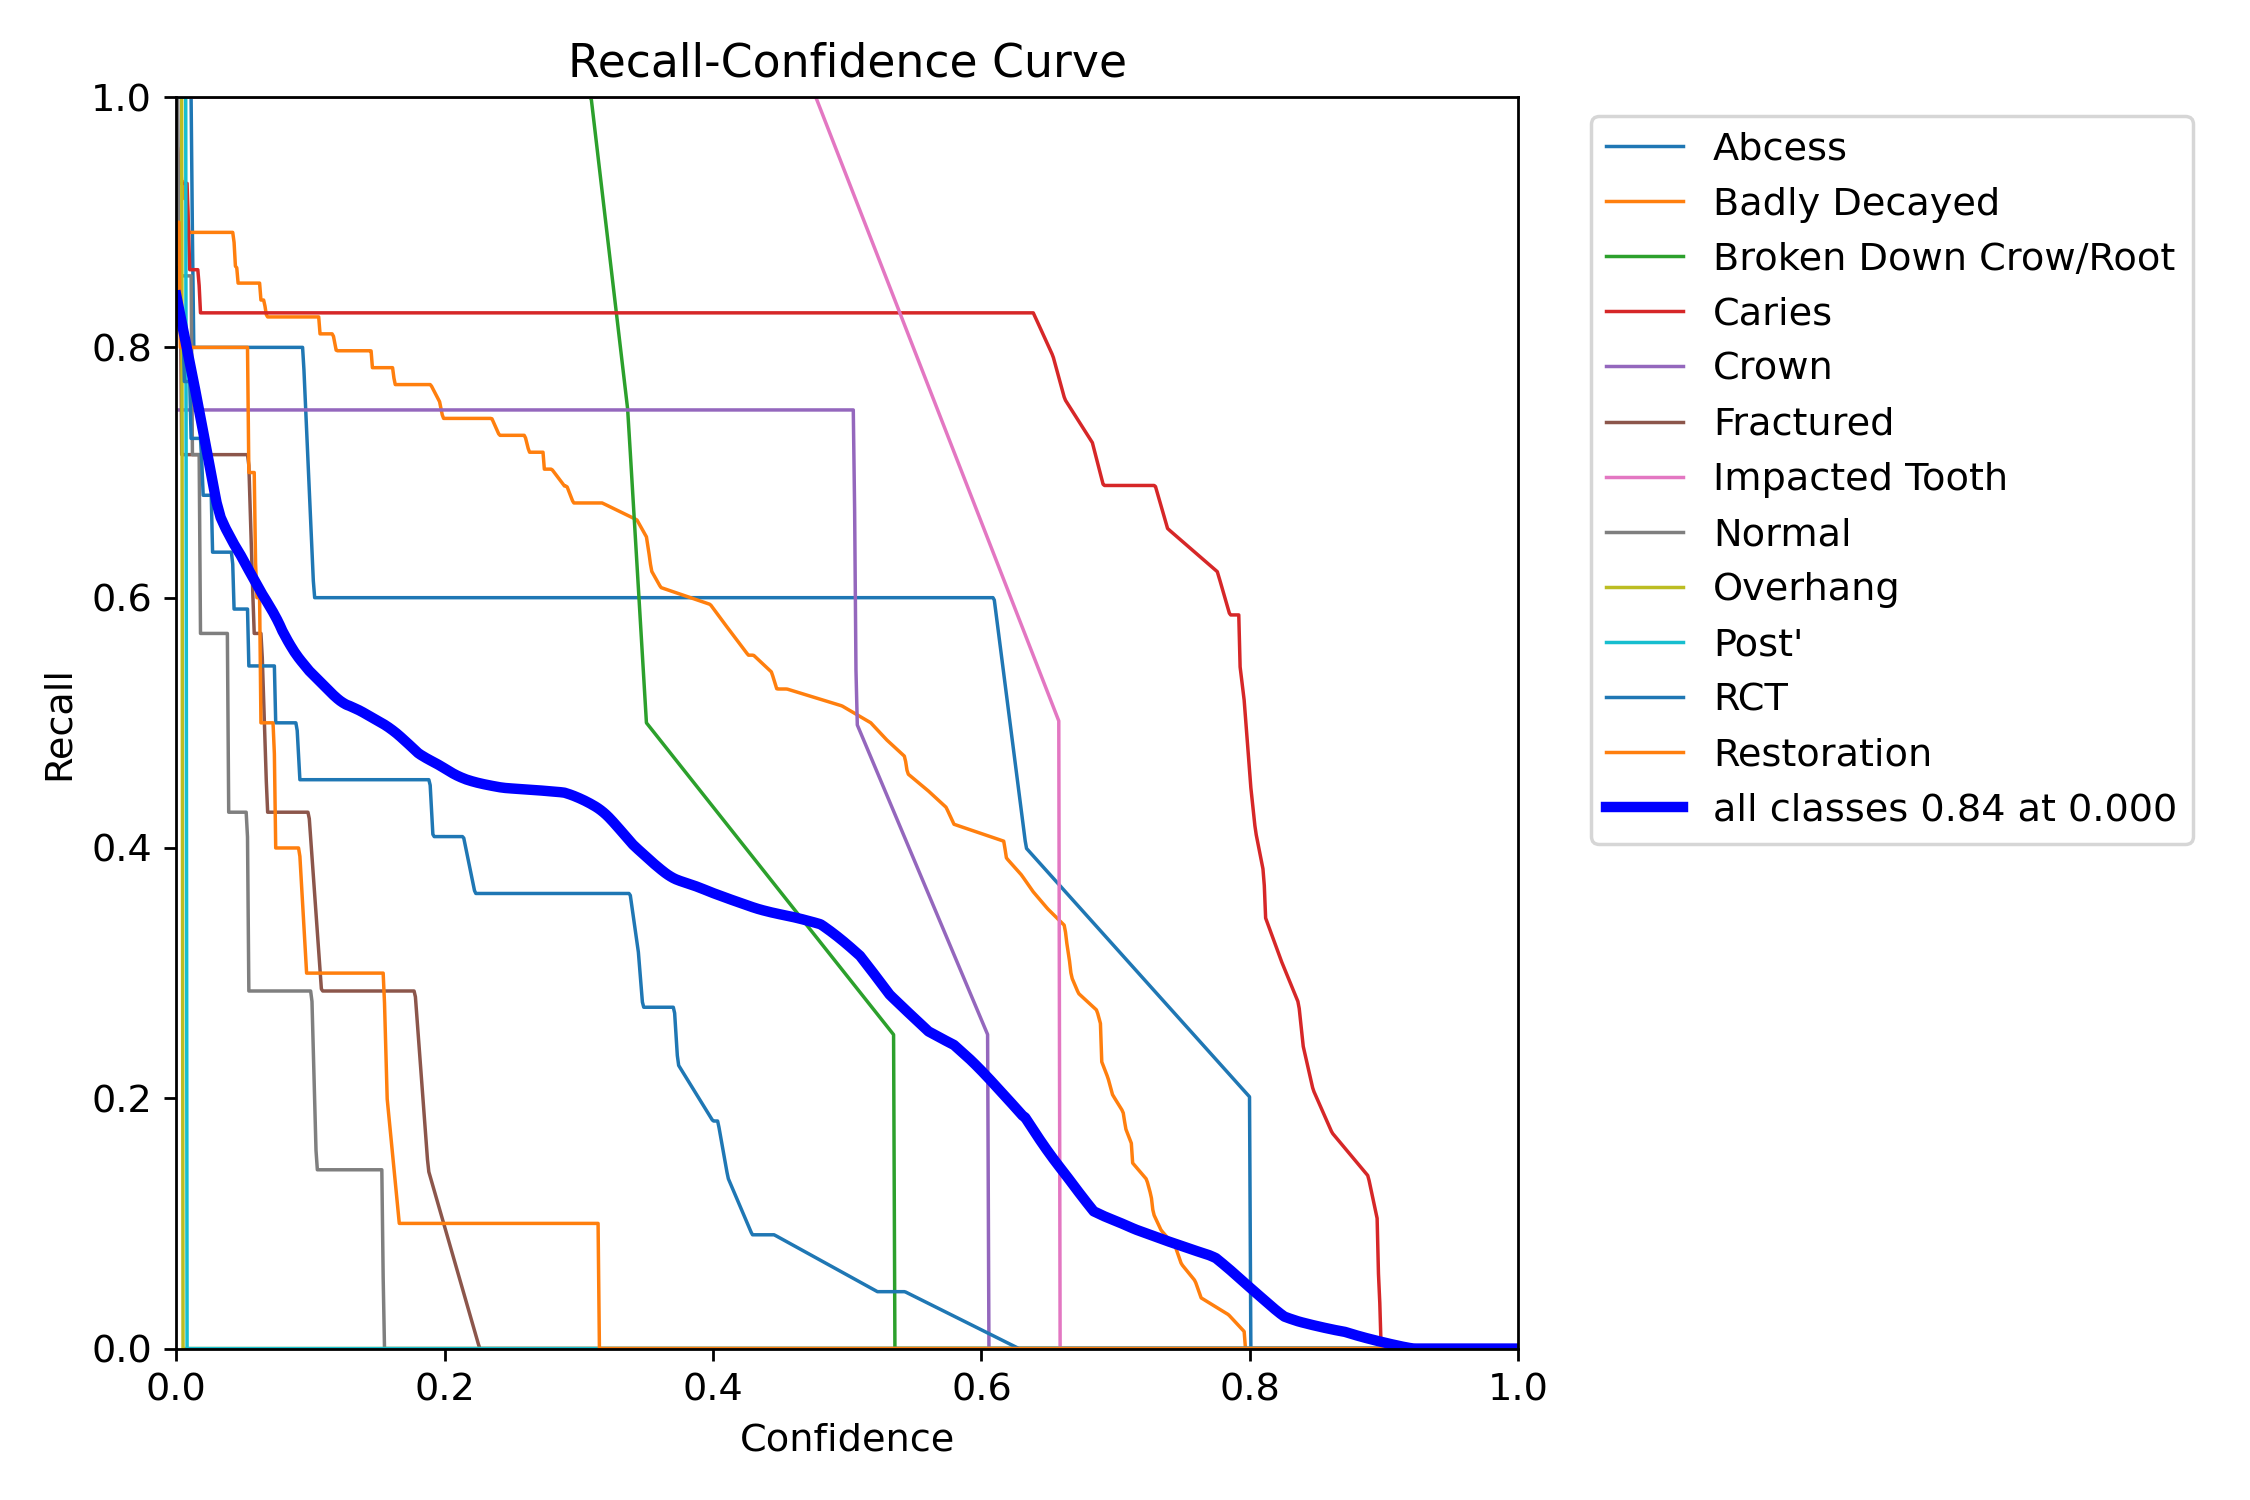 Recall-Confidence Curve
1.0
0.8
0.6
0.4
0.2
0.0
Recall
0.0 0.2 0.4 0.6 0.8 1.0
Confidence
Abcess
Badly Decayed
Broken Down Crow/Root
Caries
Crown
Fractured
Impacted Tooth
Normal
Overhang
Post'
RCT
Restoration
all classes 0.84 at 0.000